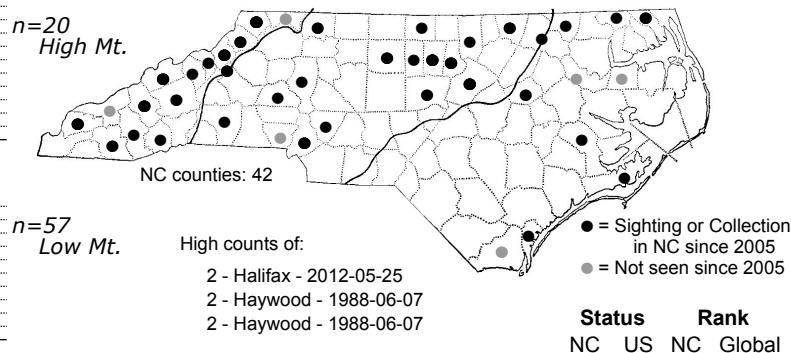 n=20
High Mt.
NC counties: 42
n=57
Low Mt.
High counts of:
2 - Halifax - 2012-05-25
2 - Haywood - 1988-06-07
2 - Haywood - 1988-06-07
= Sighting or Collection
in NC since 2005
= Not seen since 2005
Status Rank
NC US NC Global